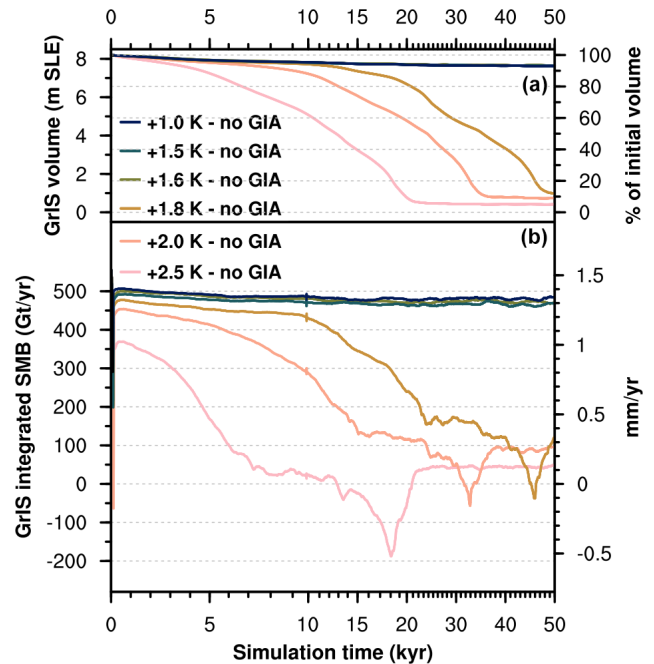 0 5 10 20 30 40 50
GrIS volume (m SLE)
8
6
4
2
0
(a)
100
80
60
40
20
0
% of initial volume
+1.0 K - no GIA
+1.5 K - no GIA
+1.6 K - no GIA
+1.8 K - no GIA
+2.0 K - no GIA
+2.5 K - no GIA
(b)
GrIS integrated SMB (Gt/yr)
500
400
300
200
100
0
-100
-200
1.5
1
0.5
0
-0.5
mm/yr
0 5 10 20 30 40 50
Simulation time (kyr)